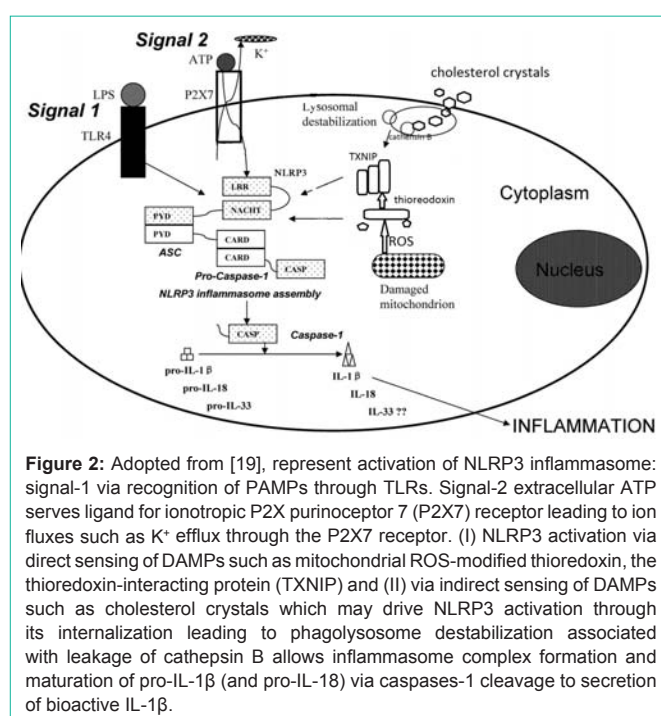 Signal 2
K+
ATP
P2X7
cholesterol crystals
LPS
Signal 1
TLR4
Lysosomal
destabilization
cathepsin B
NLRP3
LRR
NACHT
TXNIP
thioreodoxin
ROS
Damaged
mitochondrion
Cytoplasm
Nucleus
PYD
PYD
ASC
CARD
CARD
CASP
Pro-Caspase-1
NLRP3 inflammasome assembly
CASP
Caspase-1
pro-IL-1 β
pro-IL-18
pro-IL-33
IL-1 β
IL-18
IL-33 ??
INFLAMMATION
Figure 2: Adopted from [19], represent activation of NLRP3 inflammasome:
signal-1 via recognition of PAMPs through TLRs. Signal-2 extracellular ATP
serves ligand for ionotropic P2X purinoceptor 7 (P2X7) receptor leading to ion
fluxes such as K+ efflux through the P2X7 receptor. (I) NLRP3 activation via
direct sensing of DAMPs such as mitochondrial ROS-modified thioredoxin, the
thioredoxin-interacting protein (TXNIP) and (II) via indirect sensing of DAMPs
such as cholesterol crystals which may drive NLRP3 activation through
its internalization leading to phagolysosome destabilization associated
with leakage of cathepsin B allows inflammasome complex formation and
maturation of pro-IL-1β (and pro-IL-18) via caspases-1 cleavage to secretion
of bioactive IL-1β.